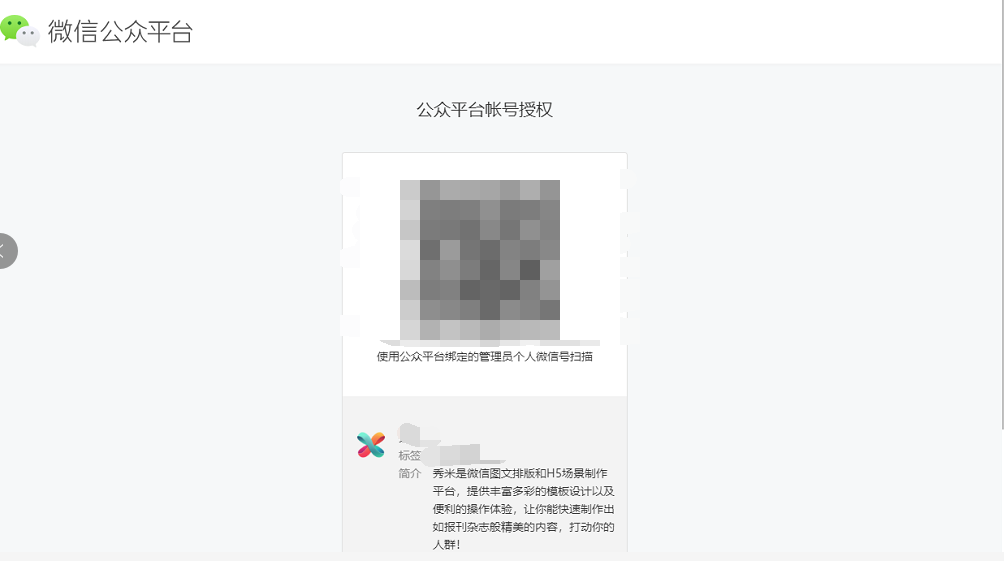 微信公众平台
公众平台帐号授权
使用公众平台绑定的管理员个人微信号扫描
标签
简介 秀米是微信图文排版和H5场景制作
平台，提供丰富多彩的模板设计以及
便利的操作体验，让你能快速制作出
如报刊杂志般精美的内容，打动你的
人群！